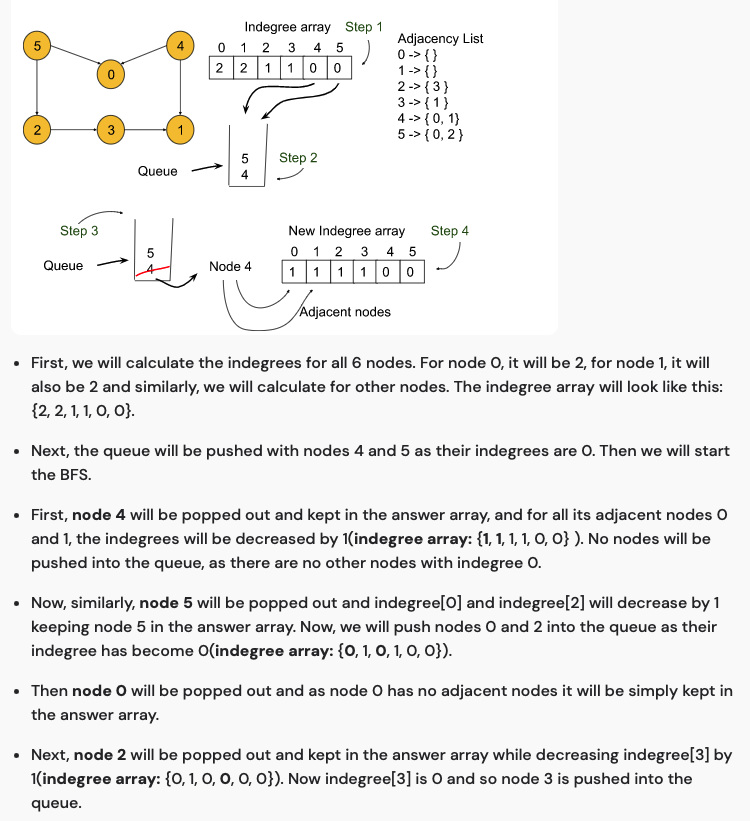 Indegree array Step 1
5 4 0 1 2 3 4 5
2 2 1 1 0 0
0
Adjacency List
0 -> { }
1 -> { }
2 -> { 3 }
3 -> { 1 }
4 -> { 0, 1}
5 -> { 0, 2 }
2 3 1
Queue 5 Step 2
4
Step 3
New Indegree array Step 4
0 1 2 3 4 5
Queue 5 Node 4 1 1 1 1 0 0
4
Adjacent nodes
• First, we will calculate the indegrees for all 6 nodes. For node 0, it will be 2, for node 1, it will
also be 2 and similarly, we will calculate for other nodes. The indegree array will look like this:
{2, 2, 1, 1, 0, 0}.
• Next, the queue will be pushed with nodes 4 and 5 as their indegrees are 0. Then we will start
the BFS.
• First, node 4 will be popped out and kept in the answer array, and for all its adjacent nodes 0
and 1, the indegrees will be decreased by 1(indegree array: {1, 1, 1, 1, 0, 0} ). No nodes will be
pushed into the queue, as there are no other nodes with indegree 0.
• Now, similarly, node 5 will be popped out and indegree[0] and indegree[2] will decrease by 1
keeping node 5 in the answer array. Now, we will push nodes 0 and 2 into the queue as their
indegree has become 0(indegree array: {0, 1, 0, 1, 0, 0}).
• Then node 0 will be popped out and as node 0 has no adjacent nodes it will be simply kept in
the answer array.
• Next, node 2 will be popped out and kept in the answer array while decreasing indegree[3] by
1(indegree array: {0, 1, 0, 0, 0, 0}). Now indegree[3] is 0 and so node 3 is pushed into the
queue.